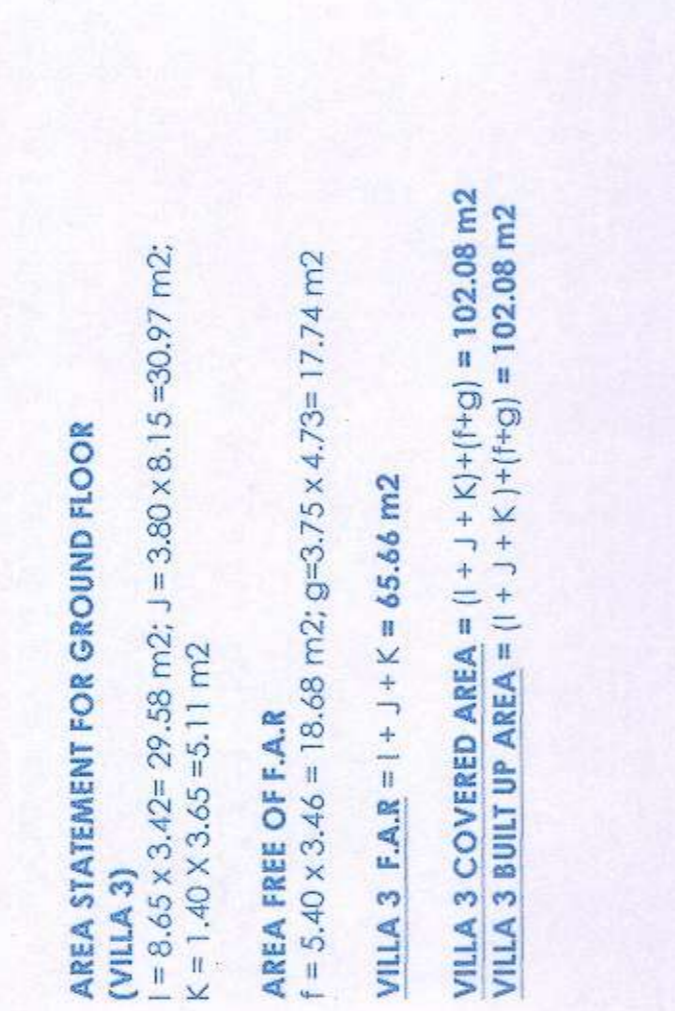 AREA STATEMENT FOR GROUND FLOOR
(VILLA-3)
I = 8.65 X 3.42= 29.58 m2; J = 3.80 x 8.15 =30.97 m2;
K = 1.40 X 3.65 =5.11 m2
AREA FREE OF F.A.R
f = 5.40 x 3.46 = 18.68 m2; g=3.75 x 4.73= 17.74 m2
VILLA 3 F.A.R = I + J + K = 65.66 m2
VILLA 3 COVERED AREA = (I + J + K)+(f+g) = 102.08 m2
VILLA 3 BUILT UP AREA = (I + J + K )+(f+g) = 102.08 m2